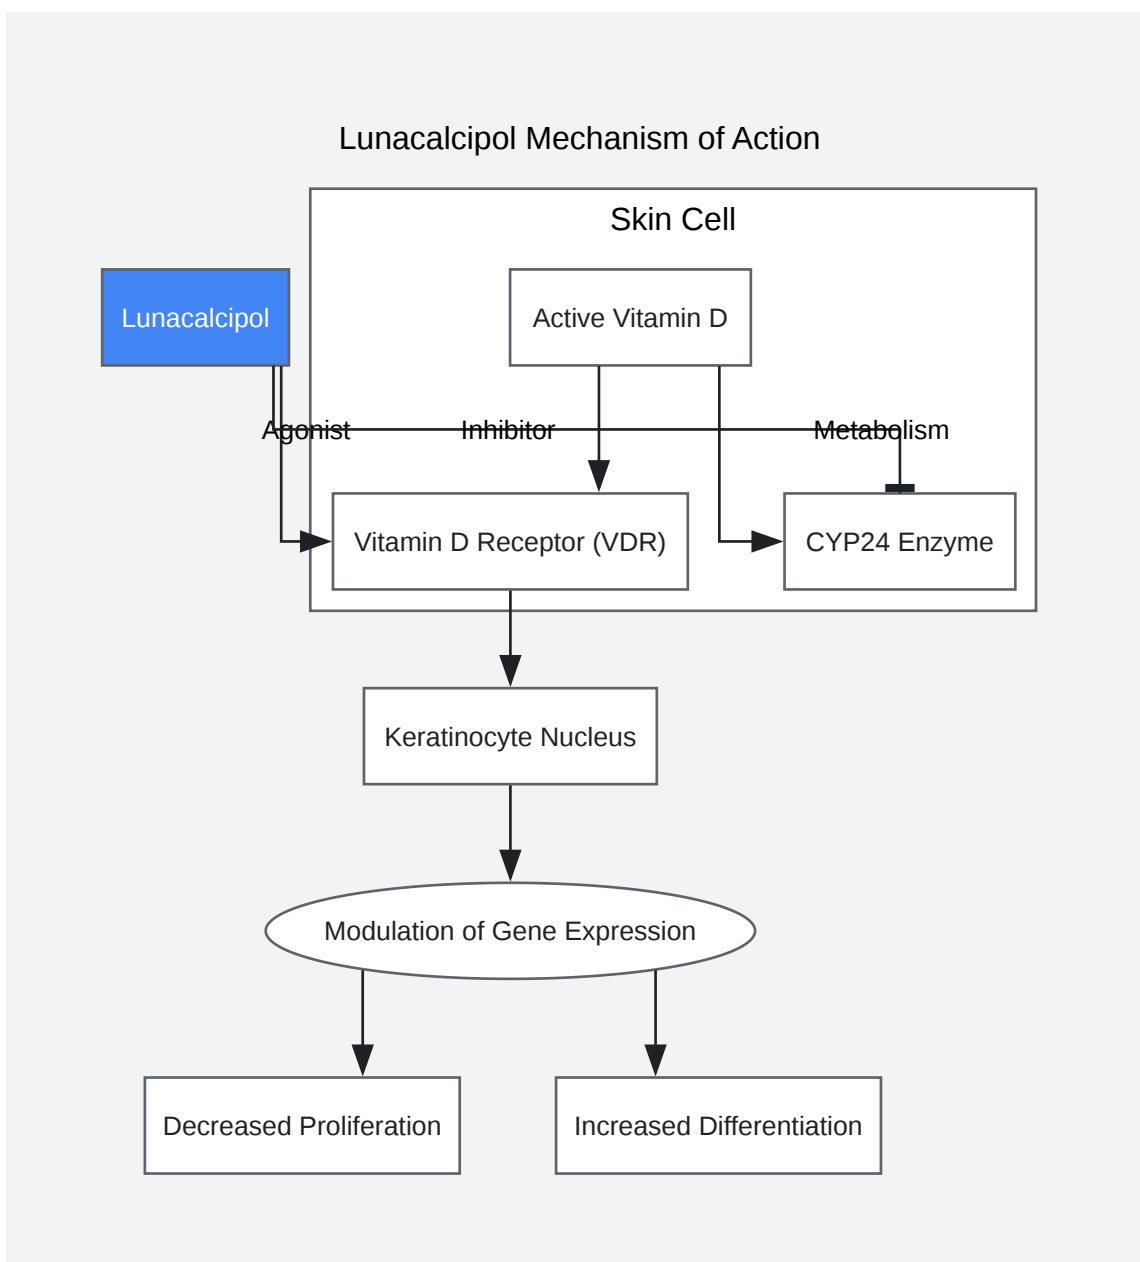 Lunacalcipol Mechanism of Action
Skin Cell
Lunacalcipol
Active Vitamin D
Agonist
Inhibitor
Metabolism
Vitamin D Receptor (VDR)
CYP24 Enzyme
Keratinocyte Nucleus
Modulation of Gene Expression
Decreased Proliferation
Increased Differentiation